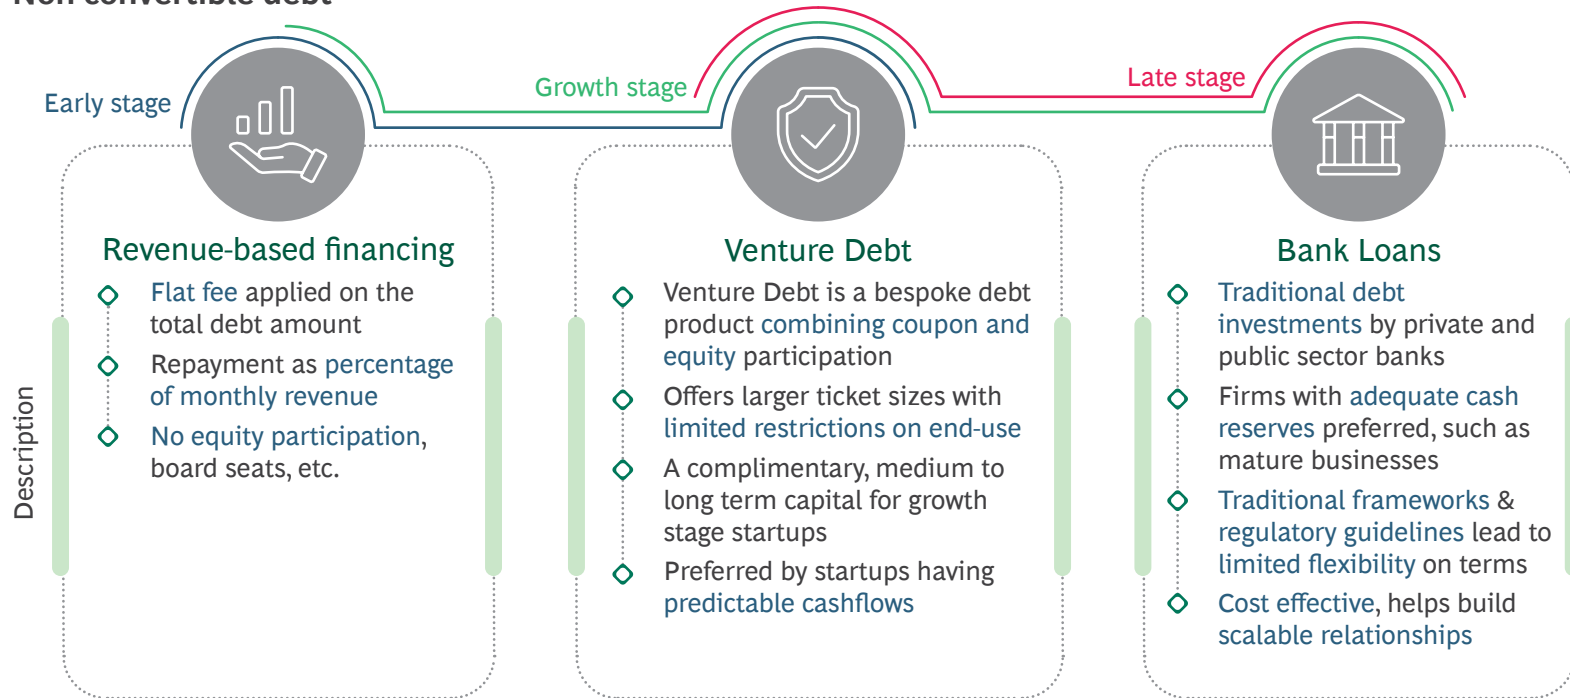 Non convertible debt
Early stage
Growth stage
Late stage
Description
Revenue-based financing
Flat fee applied on the
total debt amount
Repayment as percentage
of monthly revenue
No equity participation,
board seats, etc.
Venture Debt
Venture Debt is a bespoke debt
product combining coupon and
equity participation
Offers larger ticket sizes with
limited restrictions on end-use
A complimentary, medium to
long term capital for growth
stage startups
Preferred by startups having
predictable cashflows
Bank Loans
Traditional debt
investments by private and
public sector banks
Firms with adequate cash
reserves preferred, such as
mature businesses
Traditional frameworks &
regulatory guidelines lead to
limited flexibility on terms
Cost effective, helps build
scalable relationships